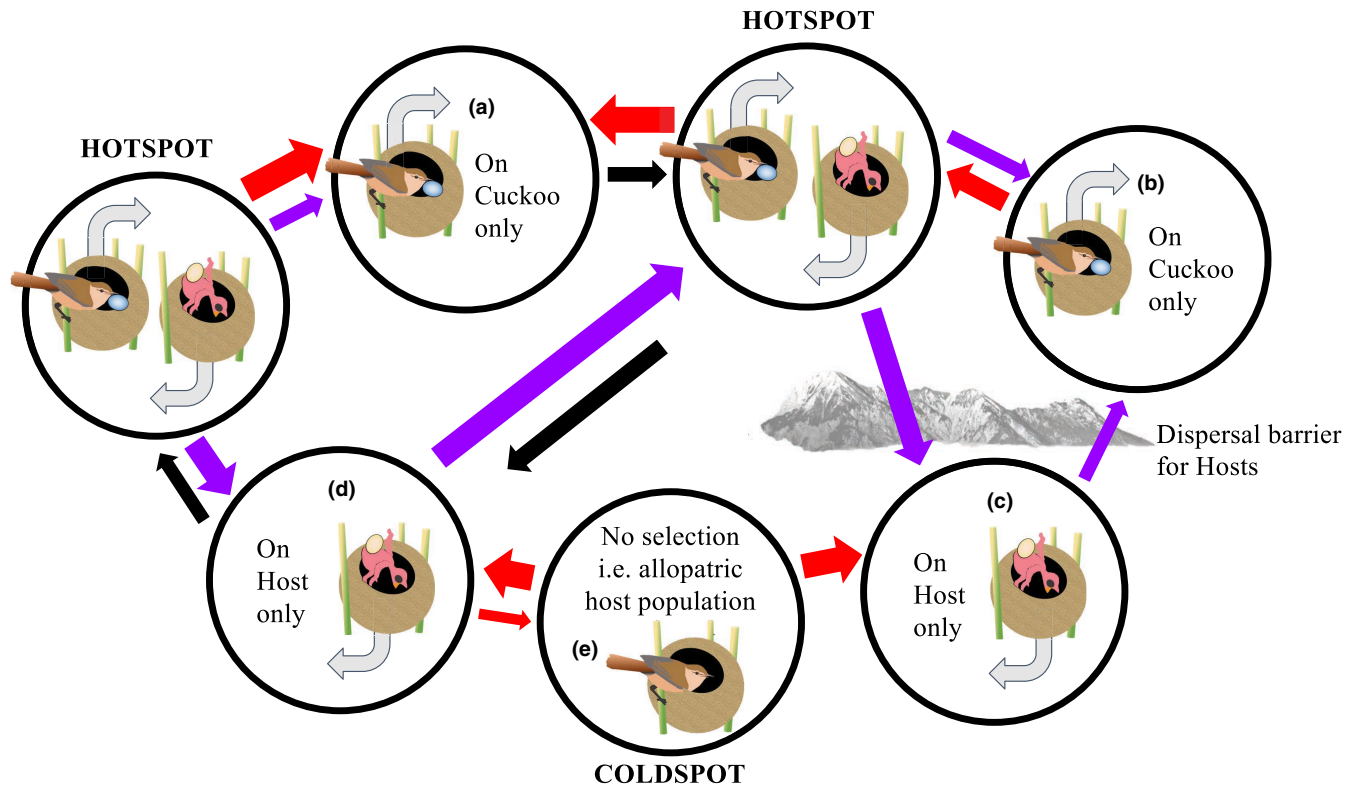 HOTSPOT
HOTSPOT
(a)
On
Cuckoo
only
(b)
On
Cuckoo
only
Dispersal barrier
for Hosts
(d)
On
Host
only
No selection
i.e. allopatric
host population
(e)
COLDSPOT
(c)
On
Host
only